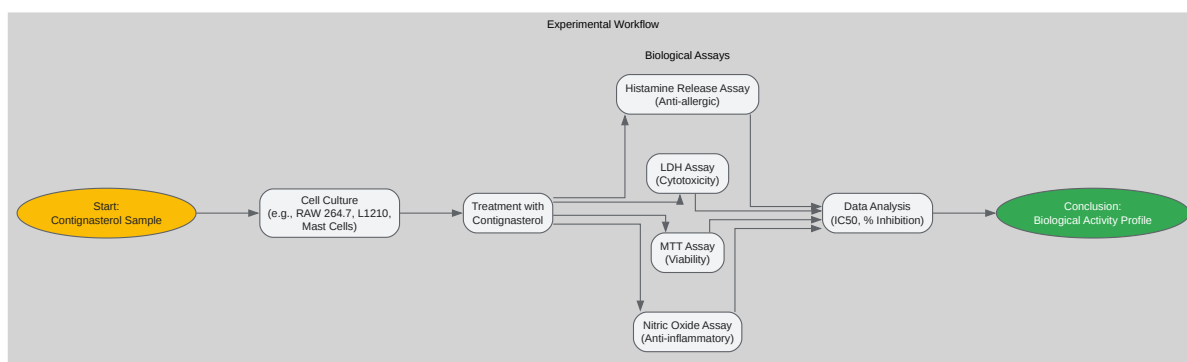 Experimental Workflow
Biological Assays
Histamine Release Assay
(Anti-allergic)
LDH Assay
(Cytotoxicity)
Start:
Contignasterol Sample
Cell Culture
(e.g., RAW 264.7, L1210,
Mast Cells)
Treatment with
Contignasterol
MTT Assay
(Viability)
Nitric Oxide Assay
(Anti-inflammatory)
Data Analysis
(IC50, % Inhibition)
Conclusion:
Biological Activity Profile